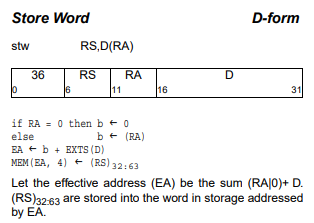 Store Word D-form
stw RS,D(RA)
36 RS RA D
0 6 11 16 31
if RA = 0 then b ← 0
else b ← (RA)
EA ← b + EXTS(D)
MEM(EA, 4) ← (RS)32:63
Let the effective address (EA) be the sum (RA|0)+ D.
(RS)32:63 are stored into the word in storage addressed
by EA.